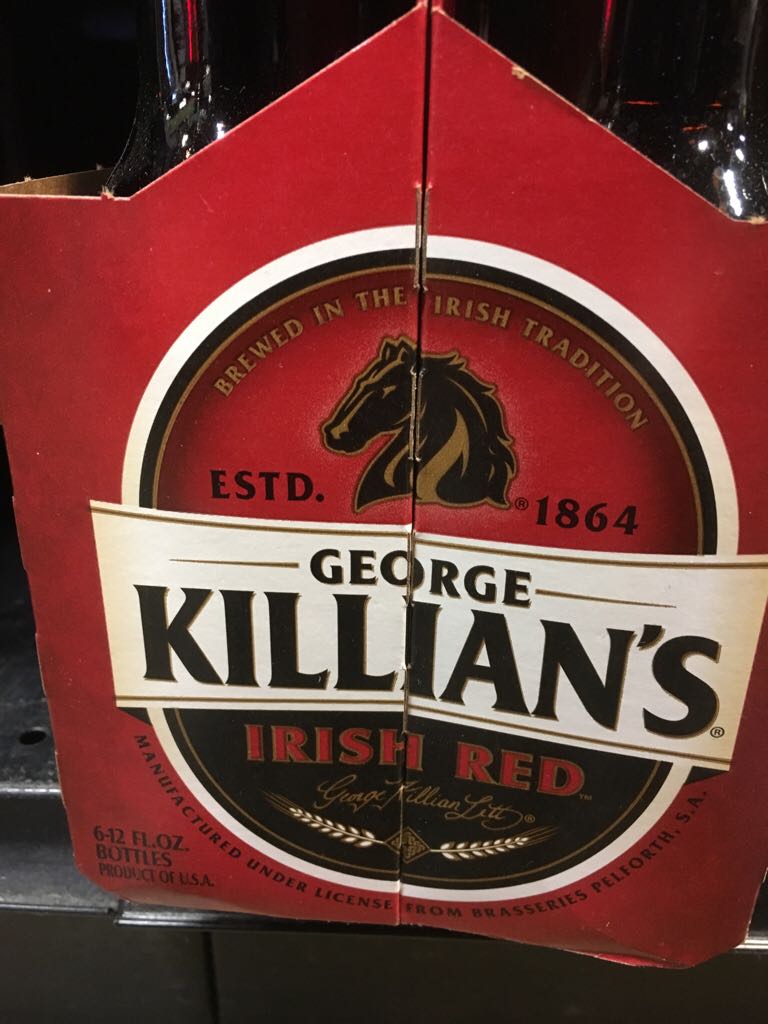 BREWED IN THE IRISH TRADITION
ESTD. ® 1864
GEORGE
KILLIAN'S®
IRISH RED™
George Killian Lett®
MANUFACTURED UNDER LICENSE FROM BRASSERIES PELFORTH, S.A.
6-12 FL.OZ.
BOTTLES
PRODUCT OF U.S.A.